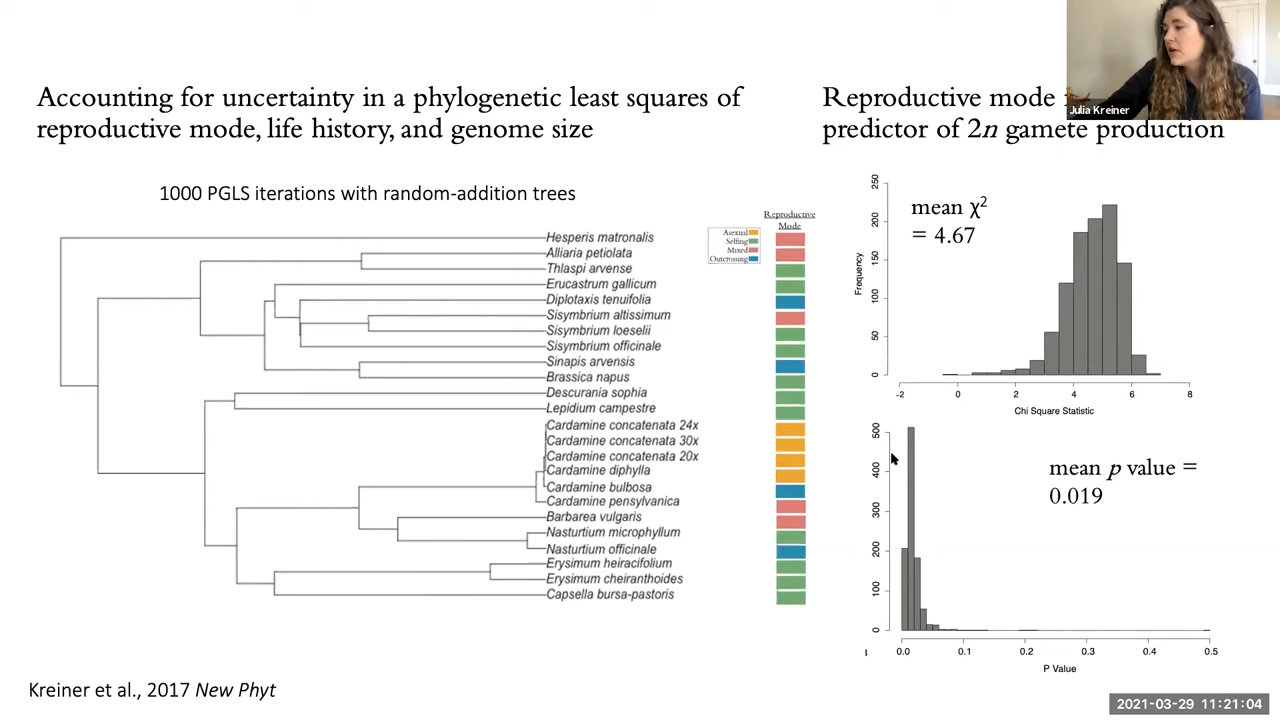 Accounting for uncertainty in a phylogenetic least squares of
reproductive mode, life history, and genome size
Reproductive mode
predictor of 2n gamete production
Julia Kreiner
1000 PGLS iterations with random-addition trees
Reproductive
Mode
Asexual
Selfing
Mixed
Outcrossing
Hesperis matronalis
Alliaria petiolata
Thlaspi arvense
Erucastrum gallicum
Diplotaxis tenuifolia
Sisymbrium altissimum
Sisymbrium loeselii
Sisymbrium officinale
Sinapis arvensis
Brassica napus
Descurania sophia
Lepidium campestre
Cardamine concatenata 24x
Cardamine concatenata 30x
Cardamine concatenata 20x
Cardamine diphylla
Cardamine bulbosa
Cardamine pensylvanica
Barbarea vulgaris
Nasturtium microphyllum
Nasturtium officinale
Erysimum heiracifolium
Erysimum cheiranthoides
Capsella bursa-pastoris
mean χ²
= 4.67
Frequency
0 50 100 150 200 250
-2 0 2 4 6 8
Chi Square Statistic
mean p value =
0.019
0 100 200 300 400 500
0.0 0.1 0.2 0.3 0.4 0.5
P Value
Kreiner et al., 2017 New Phyt
2021-03-29 11:21:04